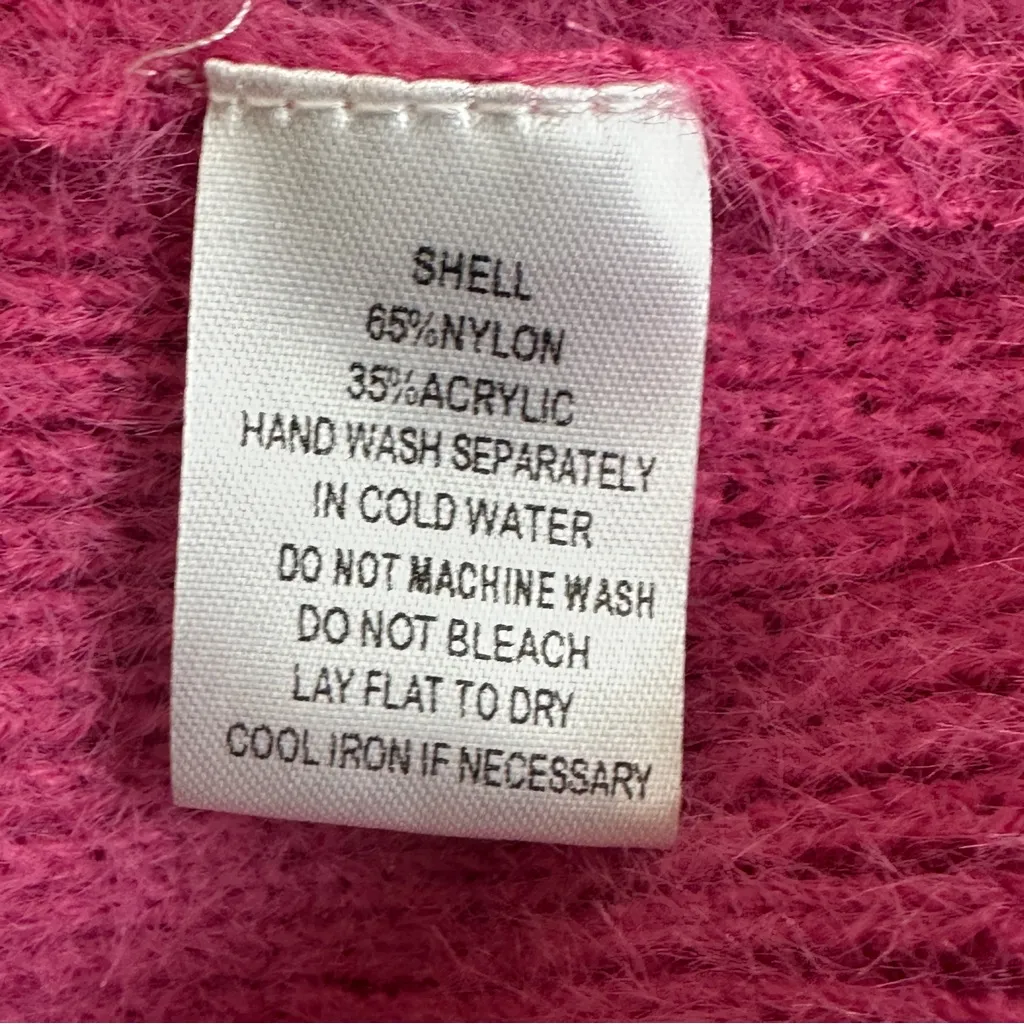 SHELL
65%NYLON
35%ACRYLIC
HAND WASH SEPARATELY
IN COLD WATER
DO NOT MACHINE WASH
DO NOT BLEACH
LAY FLAT TO DRY
COOL IRON IF NECESSARY